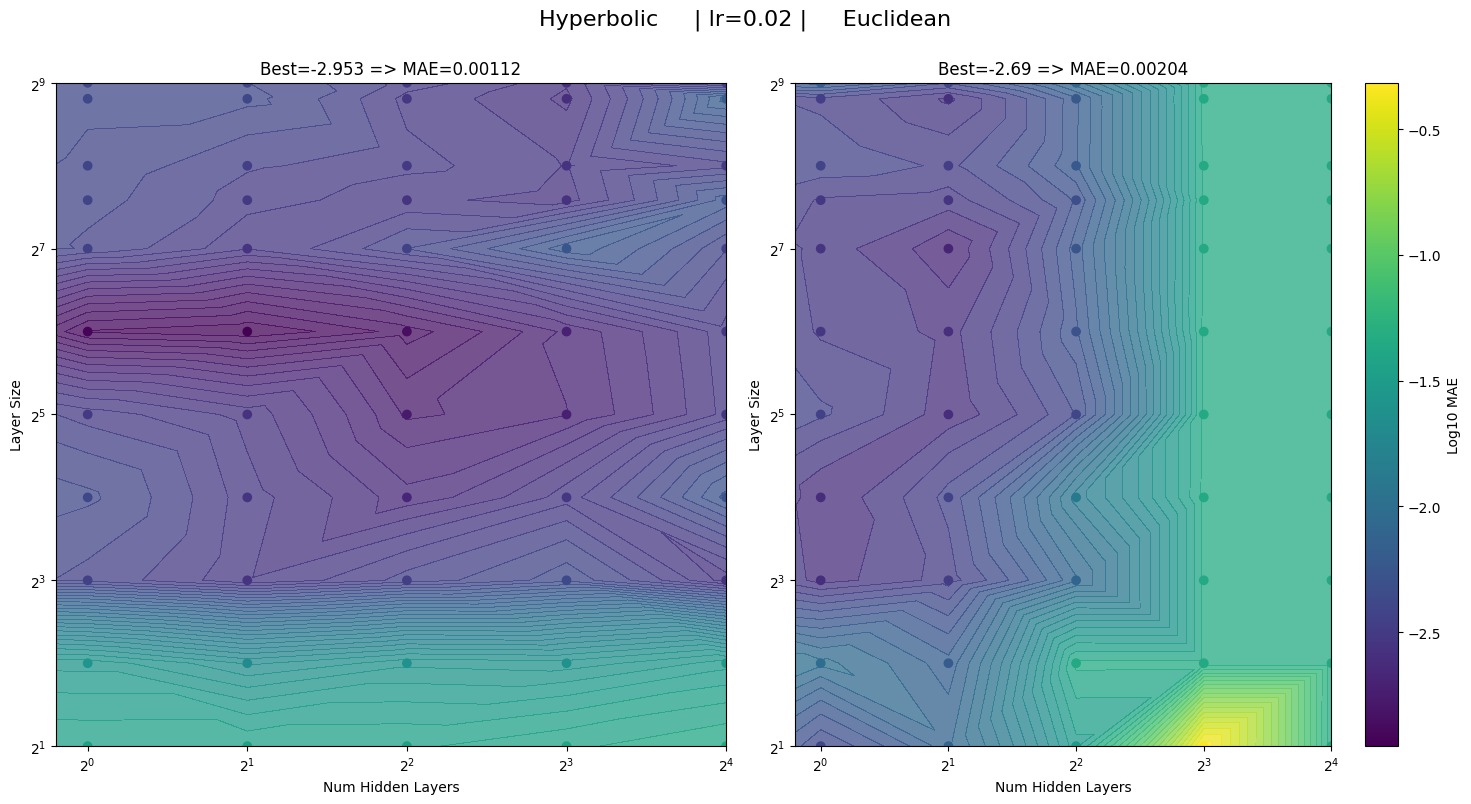 Hyperbolic | lr=0.02 | Euclidean
Best=-2.953 => MAE=0.00112
2^9
2^7
2^5
2^3
2^1
Layer Size
2^0 2^1 2^2 2^3 2^4
Num Hidden Layers
Best=-2.69 => MAE=0.00204
2^9
2^7
2^5
2^3
2^1
Layer Size
2^0 2^1 2^2 2^3 2^4
Num Hidden Layers
−0.5
−1.0
−1.5
−2.0
−2.5
Log10 MAE